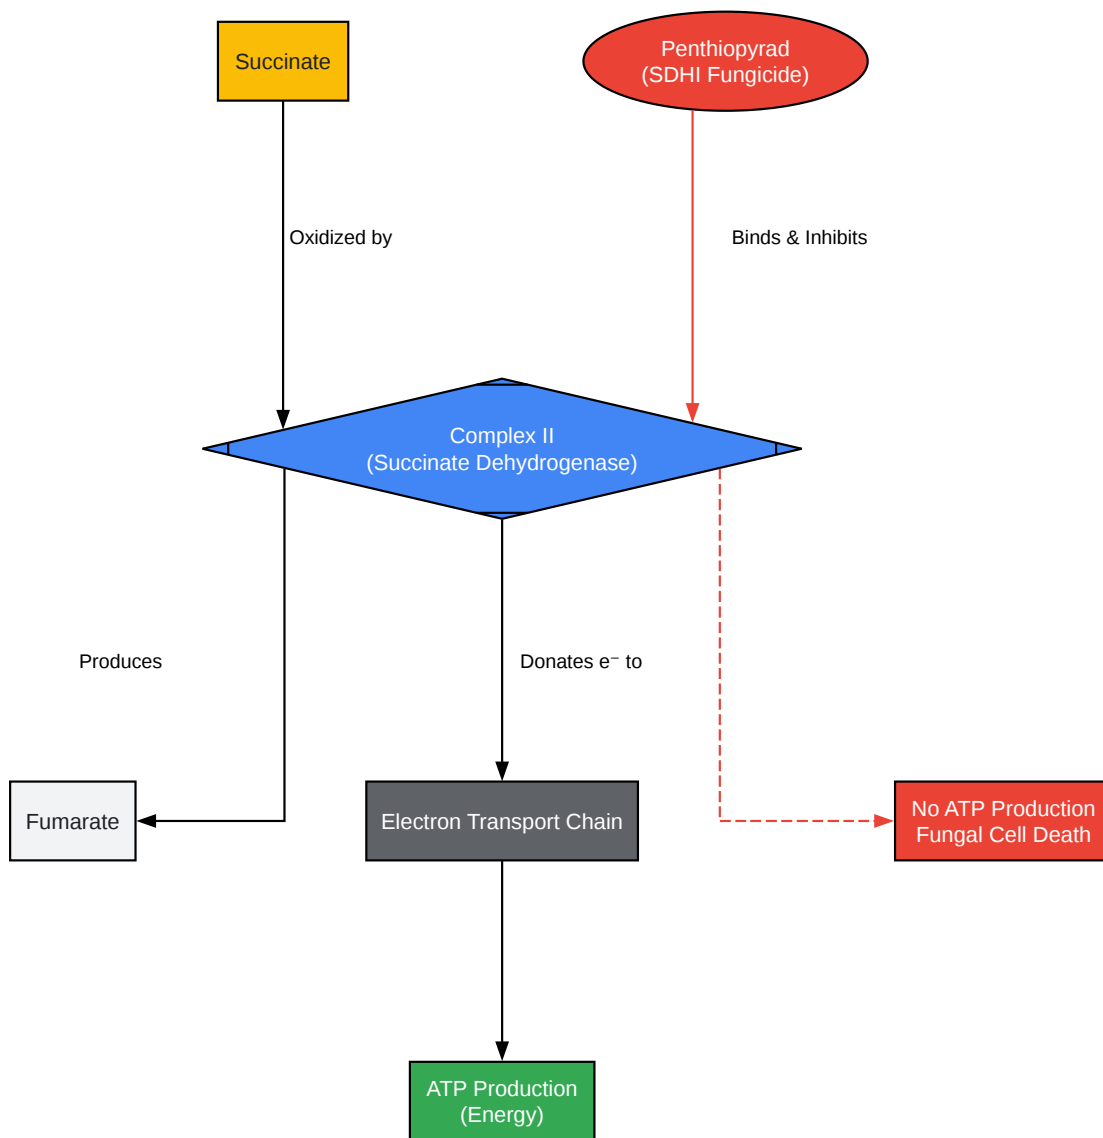 Succinate
Penthiopyrad
(SDHI Fungicide)
Oxidized by
Binds & Inhibits
Complex II
(Succinate Dehydrogenase)
Produces
Donates e⁻ to
Fumarate
Electron Transport Chain
No ATP Production
Fungal Cell Death
ATP Production
(Energy)